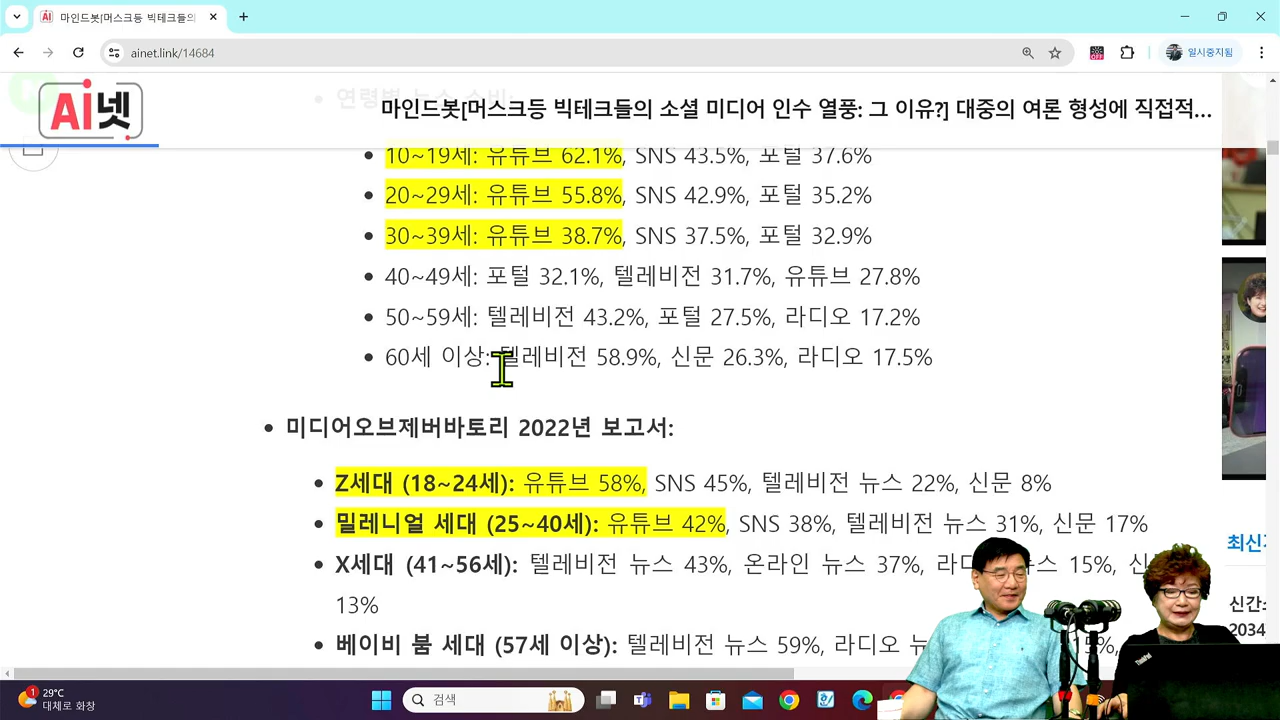 마인드봇[머스크등 빅테크들의
ainet.link/14684
일시중지됨
OFF
Ai넷
마인드봇[머스크등 빅테크들의 소셜 미디어 인수 열풍: 그 이유?] 대중의 여론 형성에 직접적...
10~19세: 유튜브 62.1%, SNS 43.5%, 포털 37.6%
20~29세: 유튜브 55.8%, SNS 42.9%, 포털 35.2%
30~39세: 유튜브 38.7%, SNS 37.5%, 포털 32.9%
40~49세: 포털 32.1%, 텔레비전 31.7%, 유튜브 27.8%
50~59세: 텔레비전 43.2%, 포털 27.5%, 라디오 17.2%
60세 이상: 텔레비전 58.9%, 신문 26.3%, 라디오 17.5%
미디어오브제버바토리 2022년 보고서:
Z세대 (18~24세): 유튜브 58%, SNS 45%, 텔레비전 뉴스 22%, 신문 8%
밀레니얼 세대 (25~40세): 유튜브 42%, SNS 38%, 텔레비전 뉴스 31%, 신문 17%
X세대 (41~56세): 텔레비전 뉴스 43%, 온라인 뉴스 37%, 라디 뉴스 15%, 신
13%
베이비 붐 세대 (57세 이상): 텔레비전 뉴스 59%, 라디오 뉴
최신
신간
2034
ThinkPad
1
29°C
대체로 화창
검색